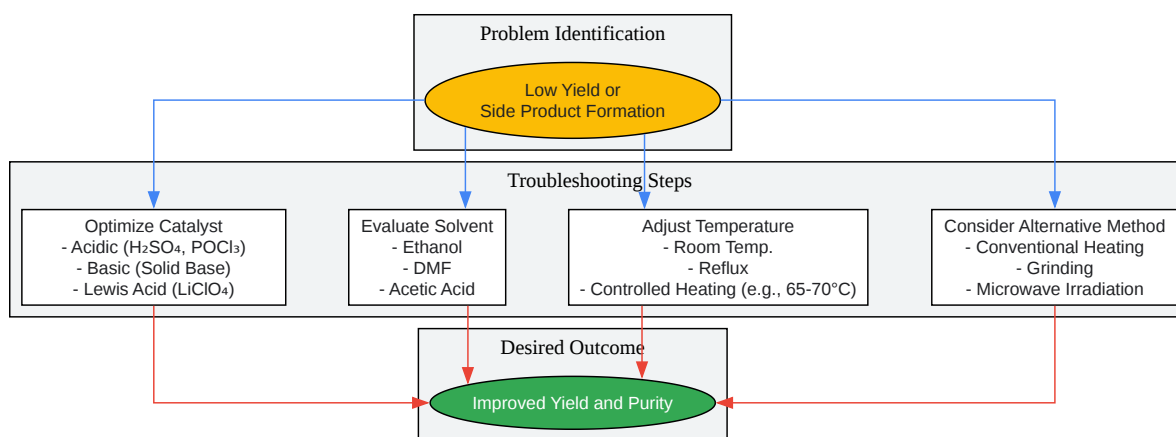 Problem Identification
Low Yield or
Side Product Formation
Troubleshooting Steps
Optimize Catalyst
- Acidic (H₂SO₄, POCl₃)
- Basic (Solid Base)
- Lewis Acid (LiClO₄)
Evaluate Solvent
- Ethanol
- DMF
- Acetic Acid
Adjust Temperature
- Room Temp.
- Reflux
- Controlled Heating (e.g., 65-70°C)
Consider Alternative Method
- Conventional Heating
- Grinding
- Microwave Irradiation
Desired Outcome
Improved Yield and Purity